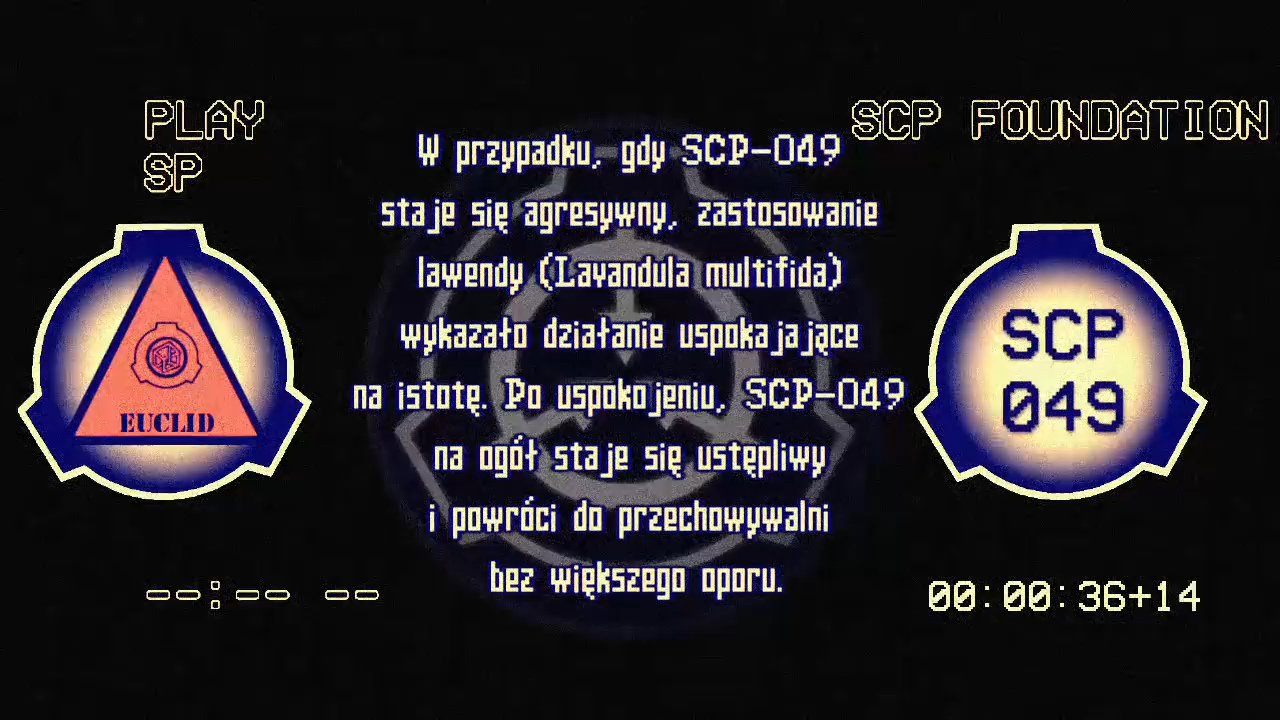 PLAY
SP
SCP FOUNDATION
W przypadku, gdy SCP-049
staje się agresywny, zastosowanie
lawendy (Lavandula multifida)
wykazało działanie uspokajające
na istotę. Po uspokojeniu, SCP-049
na ogół staje się ustępliwy
i powróci do przechowywalni
bez większego oporu.
EUCLID
SCP
049
--:-- --
00:00:36+14